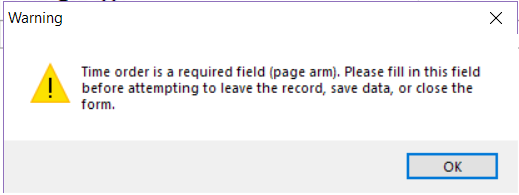 Warning
Time order is a required field (page arm). Please fill in this field
before attempting to leave the record, save data, or close the
form.
OK